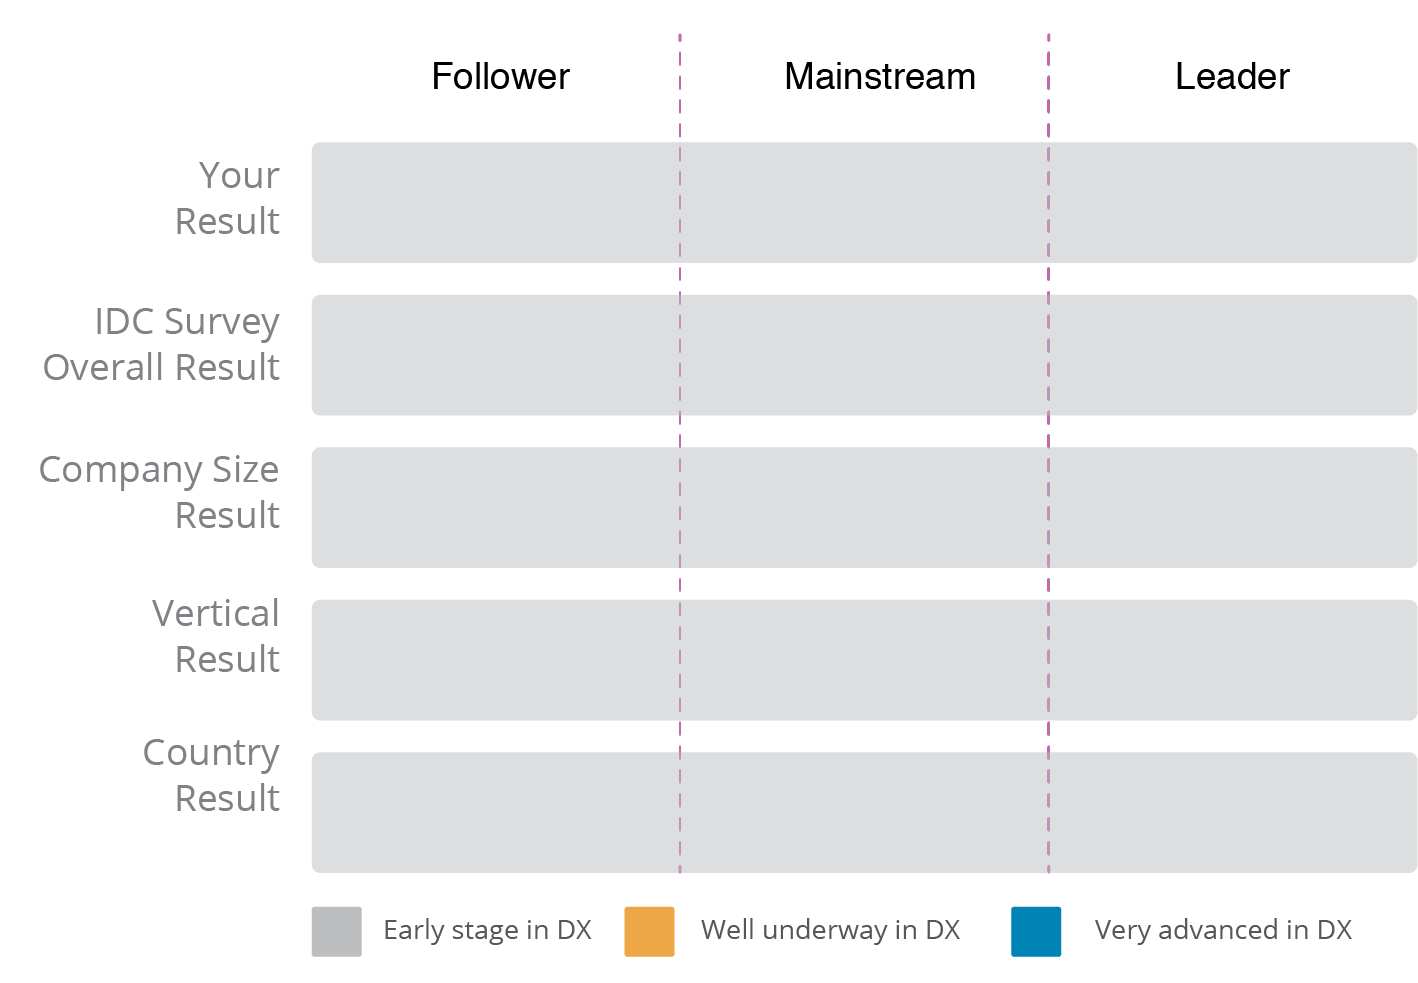 Follower
Mainstream
Leader
Your
Result
IDC Survey
Overall Result
Company Size
Result
Vertical
Result
Country
Result
Early stage in DX
Well underway in DX
Very advanced in DX